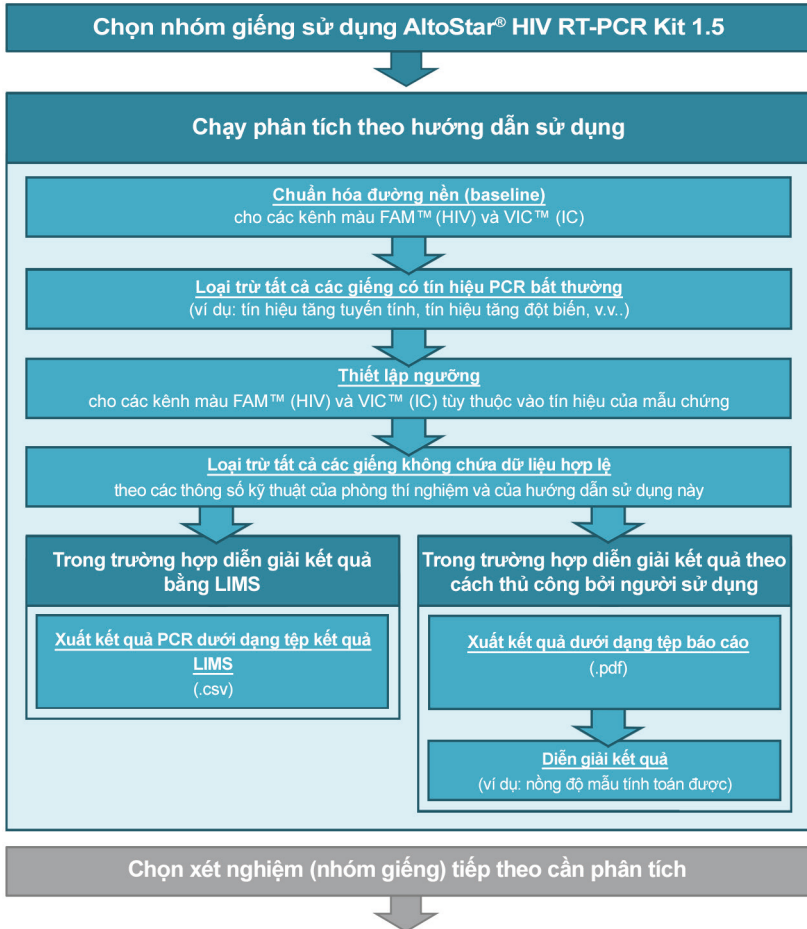 Chọn nhóm giếng sử dụng AltoStar® HIV RT-PCR Kit 1.5
Chạy phân tích theo hướng dẫn sử dụng
Chuẩn hóa đường nền (baseline)
cho các kênh màu FAM™ (HIV) và VIC™ (IC)
Loại trừ tất cả các giếng có tín hiệu PCR bất thường
(ví dụ: tín hiệu tăng tuyến tính, tín hiệu tăng đột biến, v.v..)
Thiết lập ngưỡng
cho các kênh màu FAM™ (HIV) và VIC™ (IC) tùy thuộc vào tín hiệu của mẫu chứng
Loại trừ tất cả các giếng không chứa dữ liệu hợp lệ
theo các thông số kỹ thuật của phòng thí nghiệm và của hướng dẫn sử dụng này
Trong trường hợp diễn giải kết quả
bằng LIMS
Xuất kết quả PCR dưới dạng tệp kết quả
LIMS
(.csv)
Trong trường hợp diễn giải kết quả theo
cách thủ công bởi người sử dụng
Xuất kết quả dưới dạng tệp báo cáo
(.pdf)
Diễn giải kết quả
(ví dụ: nồng độ mẫu tính toán được)
Chọn xét nghiệm (nhóm giếng) tiếp theo cần phân tích